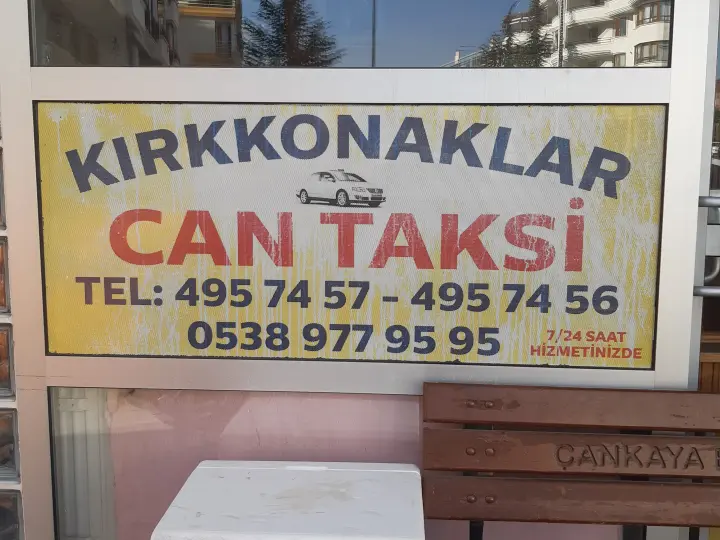 KIRKKONAKLAR
CAN TAKSİ
TEL: 495 74 57 - 495 74 56
0538 977 95 95
7/24 SAAT
HİZMETİNİZDE
ÇANKAYA